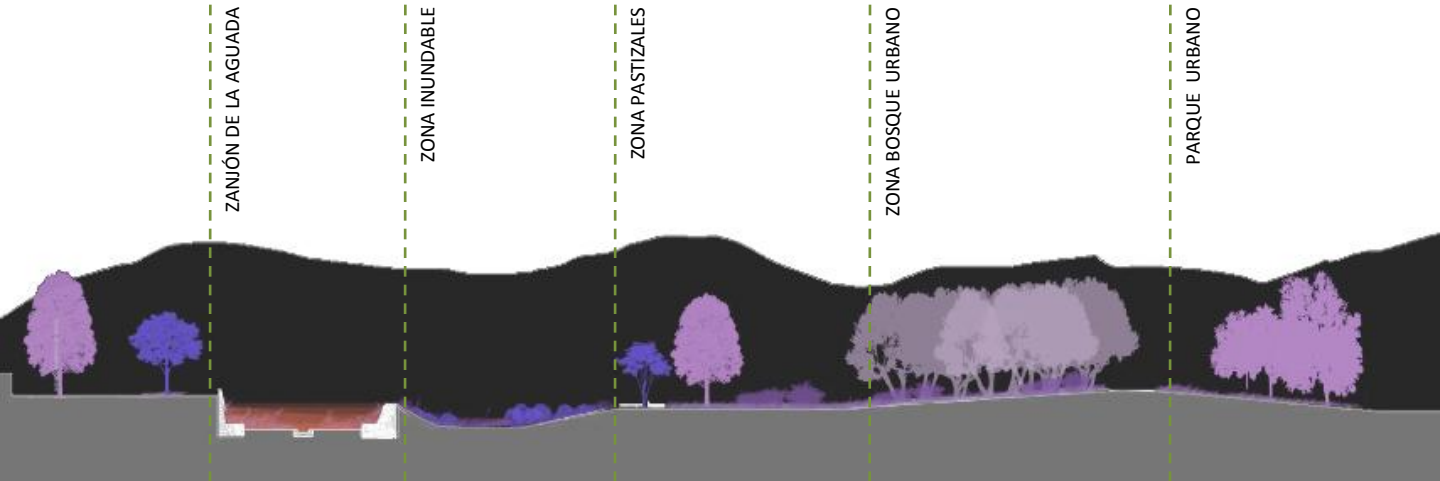 ZANJÓN DE LA AGUADA
ZONA INUNDABLE
ZONA PASTIZALES
ZONA BOSQUE URBANO
PARQUE URBANO